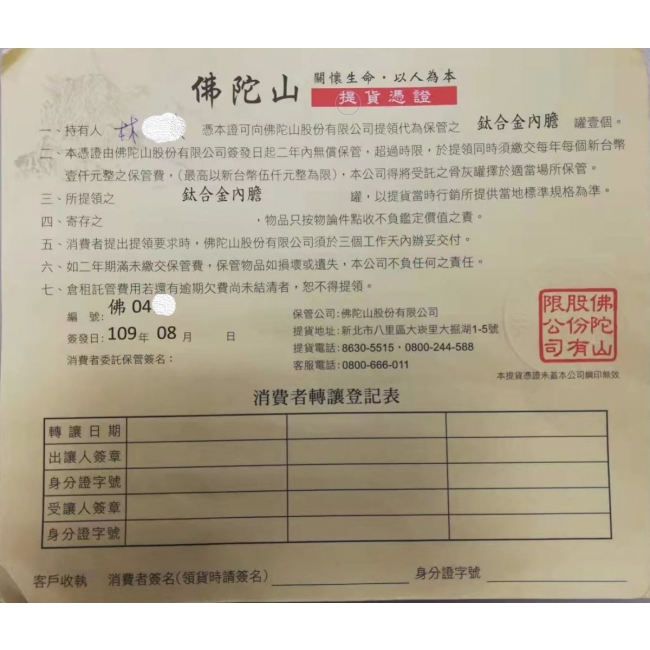 佛陀山
關懷生命·以人為本
提貨憑證
一、持有人 林 憑本證可向佛陀山股份有限公司提領代為保管之 鈦合金內膽 罐壹個。
二、本憑證由佛陀山股份有限公司簽發日起二年內無償保管，超過時限，於提領同時須繳交每年每個新台幣
壹仟元整之保管費，（最高以新台幣伍仟元整為限），本公司得將受託之骨灰罐擇於適當場所保管。
三、所提領之 鈦合金內膽 罐，以提貨當時行銷所提供當地標準規格為準。
四、寄存之 ，物品只按物論件點收不負鑑定價值之責。
五、消費者提出提領要求時，佛陀山股份有限公司須於三個工作天內辦妥交付。
六、如二年期滿未繳交保管費，保管物品如損壞或遺失，本公司不負任何之責任。
七、倉租託管費用若還有逾期欠費尚未結清者，恕不得提領。
編 號: 佛 04
簽發日: 109年 08月 日
消費者委託保管簽名：
保管公司：佛陀山股份有限公司
提貨地址：新北市八里區大崁里大掘湖1-5號
提貨電話：8630-5515·0800-244-588
客服電話：0800-666-011
佛陀山
股份有
限公司
本提貨憑證未蓋本公司鋼印無效
消費者轉讓登記表
轉讓日期
出讓人簽章
身分證字號
受讓人簽章
身分證字號
客戶收執 消費者簽名(領貨時請簽名) 身分證字號